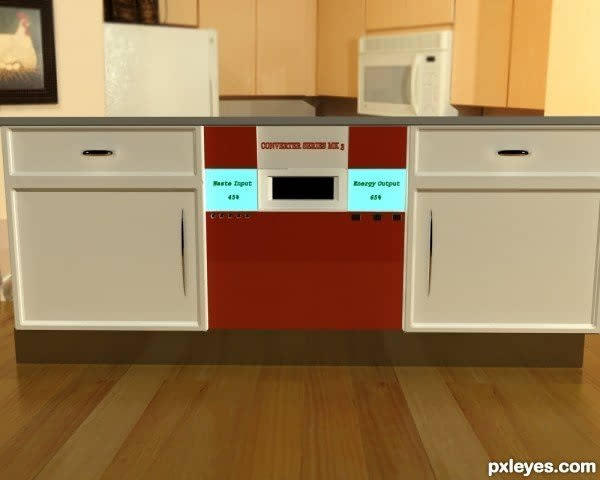 CONVERTER SERIES MK 3
Waste Input
45%
Energy Output
65%
pxleyes.com